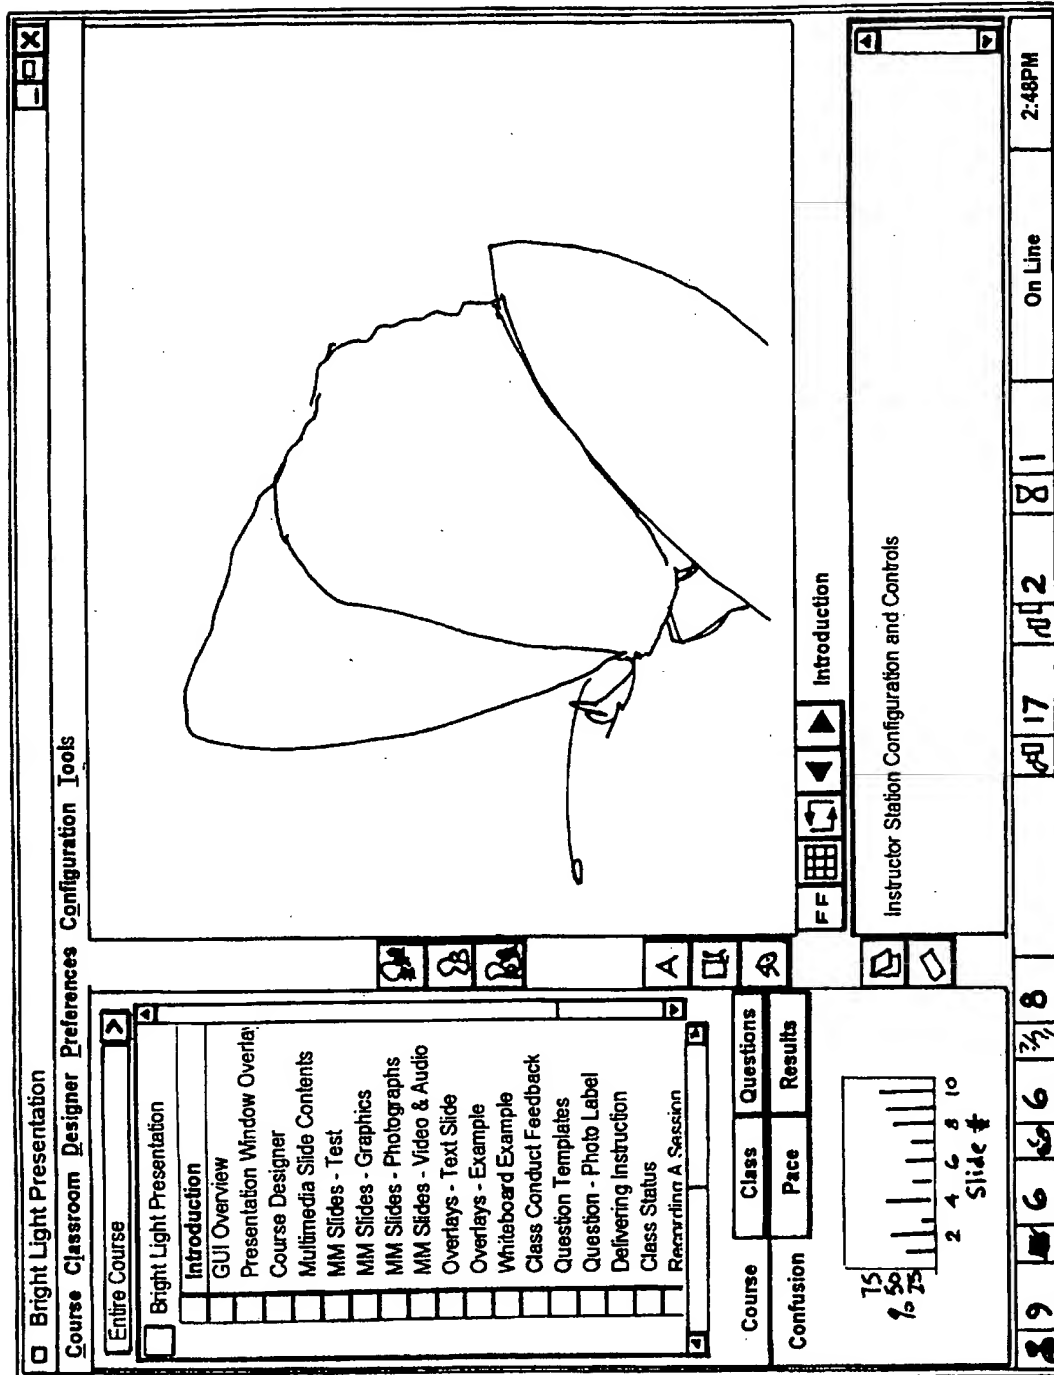 Bright Light Presentation
Course Classroom Designer Preferences Configuration Tools
Entire Course
Bright Light Presentation
Introduction
GUI Overview
Presentation Window Overla
Course Designer
Multimedia Slide Contents
MM Slides - Test
MM Slides - Graphics
MM Slides - Photographs
MM Slides - Video & Audio
Overlays - Text Slide
Overlays - Example
Whiteboard Example
Class Conduct Feedback
Question Templates
Question - Photo Label
Delivering Instruction
Class Status
Recording A Session
A
FF Introduction
Course Class Questions
Confusion Pace Results
75
% 50
25
2 4 6 8 10
Slide #
Instructor Station Configuration and Controls
9 6 6 8 17 2 1 On Line 2:48PM